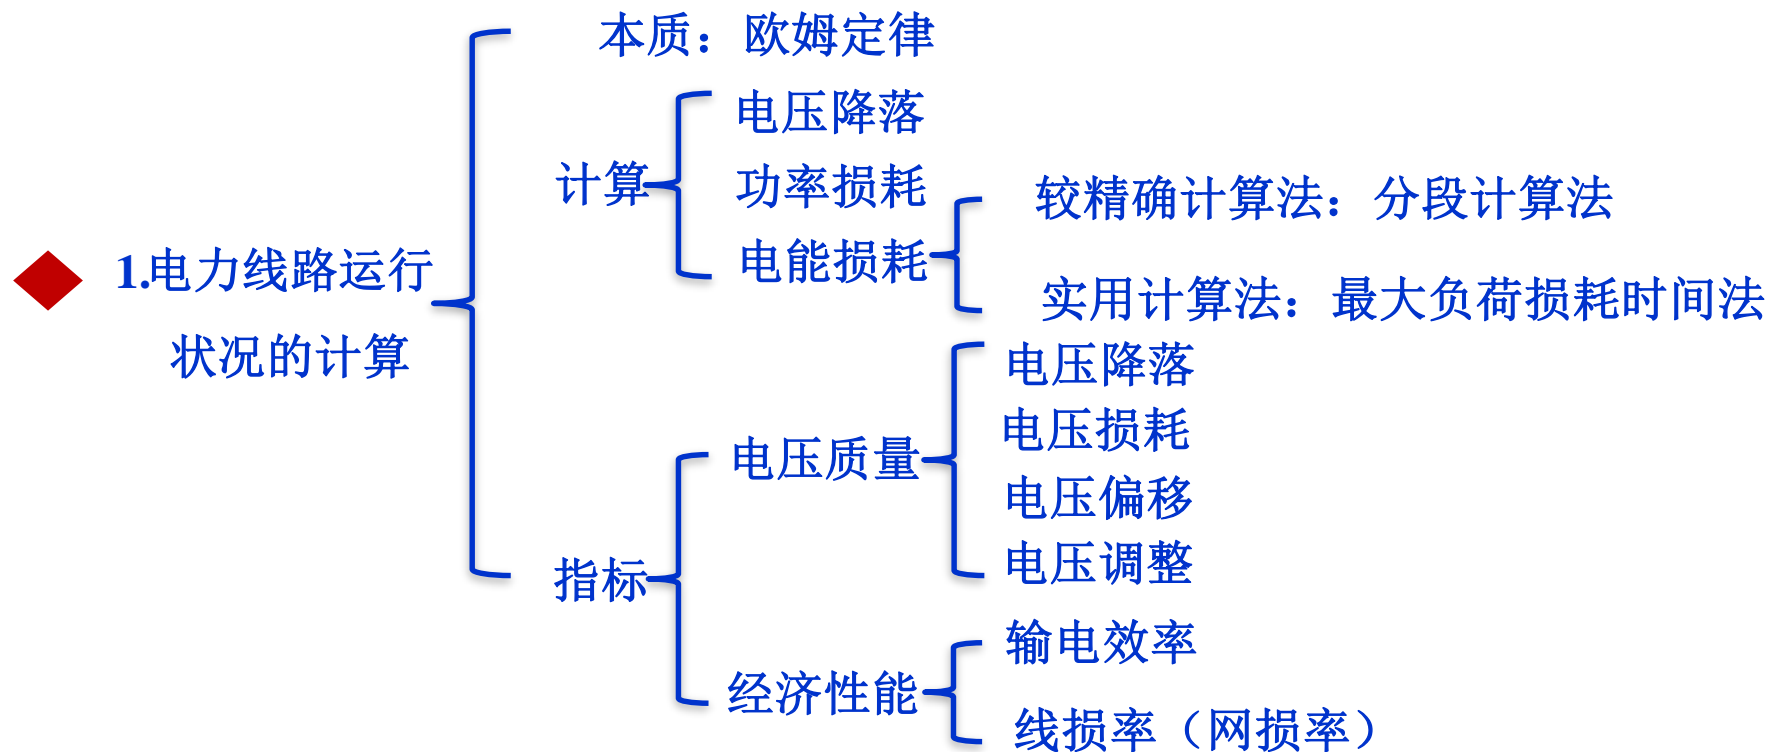 本质：欧姆定律
计算
电压降落
功率损耗
电能损耗
较精确计算法：分段计算法
实用计算法：最大负荷损耗时间法
1.电力线路运行
状况的计算
指标
电压质量
电压降落
电压损耗
电压偏移
电压调整
经济性能
输电效率
线损率（网损率）